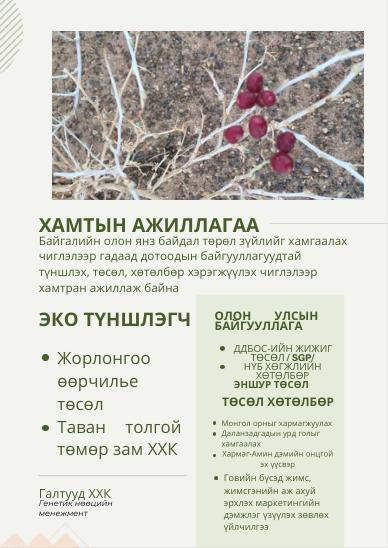 ХАМТЫН АЖИЛЛАГАА
Байгалийн олон янз байдал төрөл зүйлийг хамгаалах
чиглэлээр гадаад дотоодын байгууллагуудтай
түншлэх, төсөл, хөтөлбөр хэрэгжүүлэх чиглэлээр
хамтран ажиллаж байна
ЭКО ТҮНШЛЭГЧ
• Жорлонгоо
өөрчилье
төсөл
• Таван толгой
төмөр зам ХХК
Галтууд ХХК
Генетик нөөцийн
менежмент
ОЛОН УЛСЫН
БАЙГУУЛЛАГА
• ДДБОС-ИЙН ЖИЖИГ
ТӨСӨЛ / SGP/
• НҮБ ХӨГЖЛИЙН
ХӨТӨЛБӨР
ЭНШУР ТӨСӨЛ
ТӨСӨЛ ХӨТӨЛБӨР
• Монгол орныг хармагжуулах
• Даланзадгадын урд голыг
хамгаалах
• Хармаг-Амин дэмийн онцгой
эх үүсвэр
• Говийн бүсэд жимс,
жимсгэнийн аж ахуй
эрхлэх маркетингийн
дэмжлэг үзүүлэх зөвлөх
үйлчилгээ